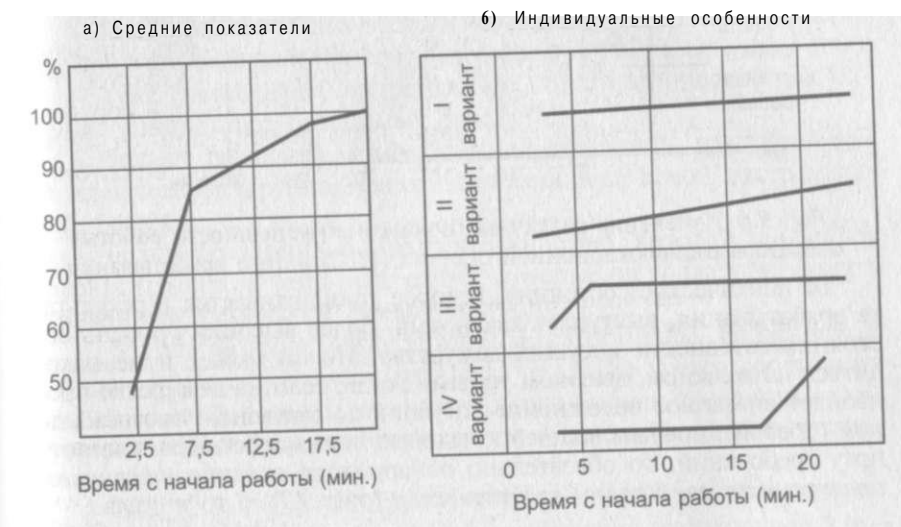 а) Средние показатели
%
100
90
80
70
60
50
2,5 7,5 12,5 17,5
Время с начала работы (мин.)
б) Индивидуальные особенности
I вариант
II вариант
III вариант
IV вариант
0 5 10 15 20
Время с начала работы (мин.)